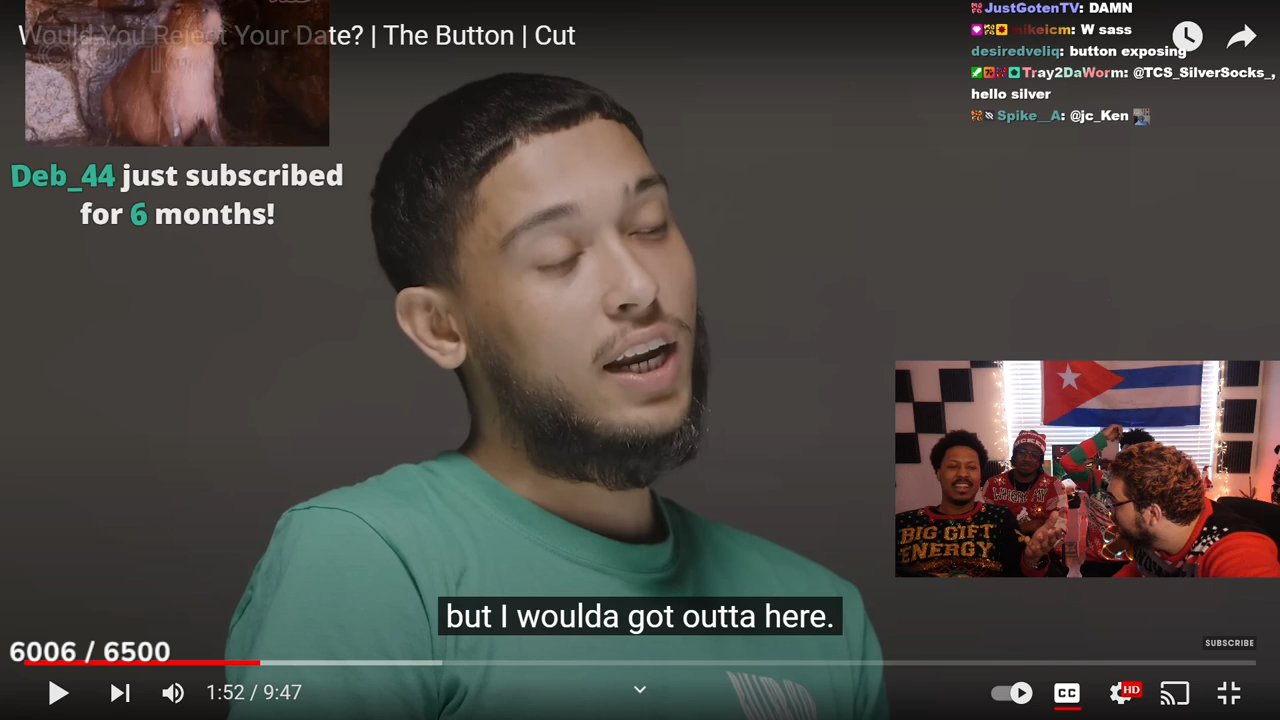 Would You Reject Your Date? | The Button | Cut
JustGotenTV: DAMN
mikeicm: W sass
desiredveliq: button exposing
Tray2DaWorm: @TCS_SilverSocks_,
hello silver
Spike__A: @jc_Ken
Deb_44 just subscribed
for 6 months!
BIG GIFT
ENERGY
but I woulda got outta here.
SUBSCRIBE
6006 / 6500
1:52 / 9:47
CC
HD